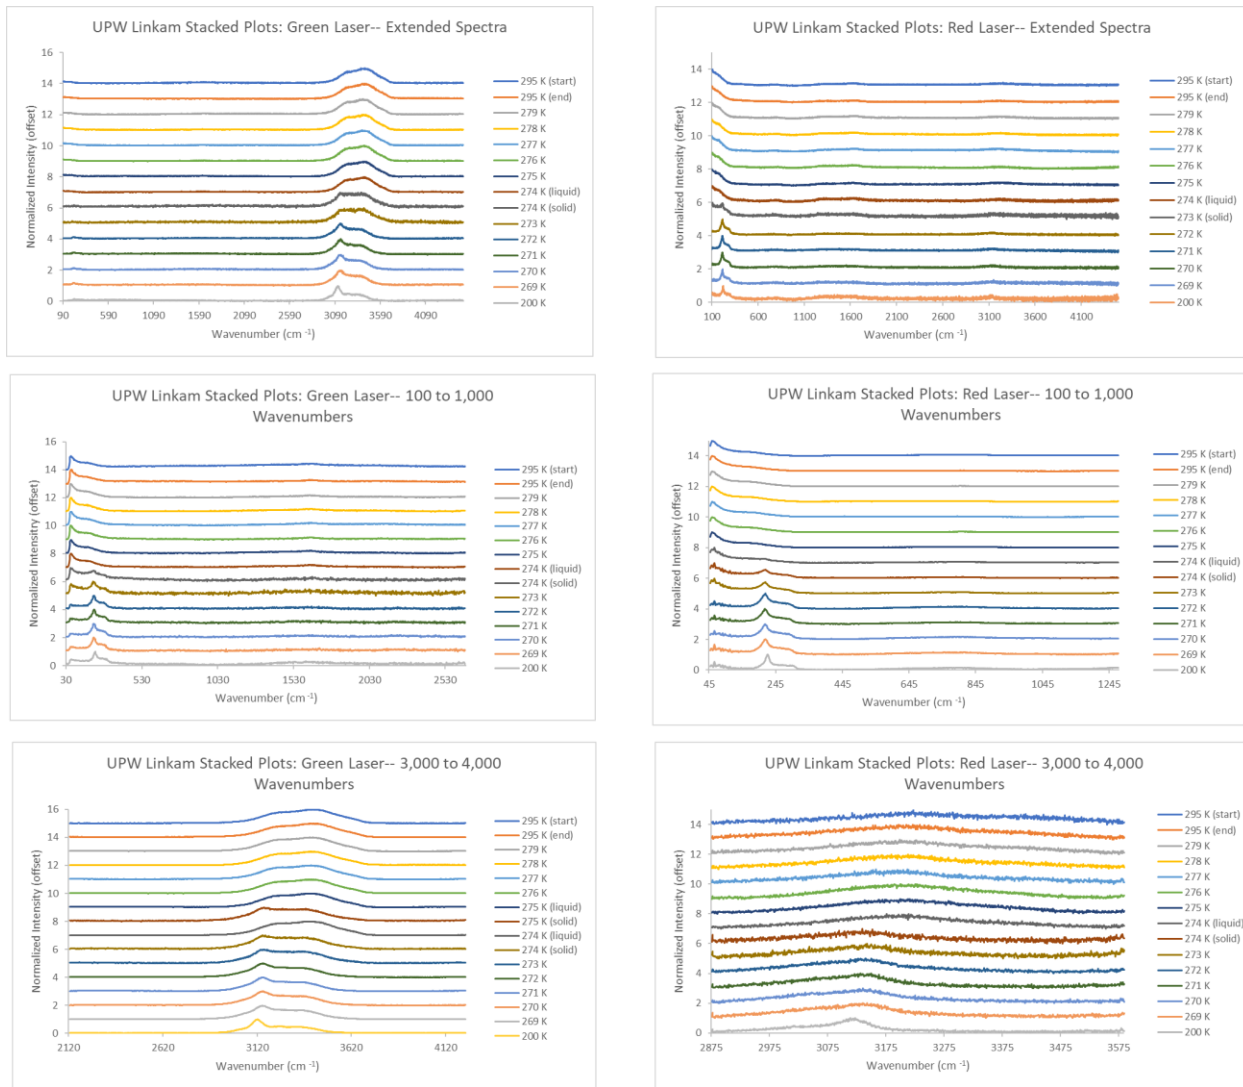 UPW Linkam Stacked Plots: Green Laser-- Extended Spectra
Normalized Intensity (offset)
16
14
12
10
8
6
4
2
0
90 590 1090 1590 2090 2590 3090 3590 4090
Wavenumber (cm -1)
295 K (start)
295 K (end)
279 K
278 K
277 K
276 K
275 K
274 K (liquid)
274 K (solid)
273 K
272 K
271 K
270 K
269 K
200 K
UPW Linkam Stacked Plots: Red Laser-- Extended Spectra
Normalized Intensity (offset)
14
12
10
8
6
4
2
0
100 600 1100 1600 2100 2600 3100 3600 4100
Wavenumber (cm -1)
295 K (start)
295 K (end)
279 K
278 K
277 K
276 K
275 K
274 K (liquid)
273 K (solid)
272 K
271 K
270 K
269 K
200 K
UPW Linkam Stacked Plots: Green Laser-- 100 to 1,000
Wavenumbers
Normalized Intensity (offset)
16
14
12
10
8
6
4
2
0
30 530 1030 1530 2030 2530
Wavenumber (cm -1)
295 K (start)
295 K (end)
279 K
278 K
277 K
276 K
275 K
274 K (liquid)
274 K (solid)
273 K
272 K
271 K
270 K
269 K
200 K
UPW Linkam Stacked Plots: Red Laser-- 100 to 1,000
Wavenumbers
Normalized Intensity (offset)
14
12
10
8
6
4
2
0
45 245 445 645 845 1045 1245
Wavenumber (cm -1)
295 K (start)
295 K (end)
279 K
278 K
277 K
276 K
275 K
274 K (liquid)
274 K (solid)
273 K
272 K
271 K
270 K
269 K
200 K
UPW Linkam Stacked Plots: Green Laser-- 3,000 to 4,000
Wavenumbers
Normalized Intensity (offset)
16
14
12
10
8
6
4
2
0
2120 2620 3120 3620 4120
Wavenumber (cm -1)
295 K (start)
295 K (end)
279 K
278 K
277 K
276 K
275 K (liquid)
275 K (solid)
274 K (liquid)
274 K (solid)
273 K
272 K
271 K
270 K
269 K
200 K
UPW Linkam Stacked Plots: Red Laser-- 3,000 to 4,000
Wavenumbers
Normalized Intensity (offset)
14
12
10
8
6
4
2
0
2875 2975 3075 3175 3275 3375 3475 3575
Wavenumber (cm -1)
295 K (start)
295 K (end)
279 K
278 K
277 K
276 K
275 K
274 K (liquid)
274 K (solid)
273 K
272 K
271 K
270 K
269 K
200 K